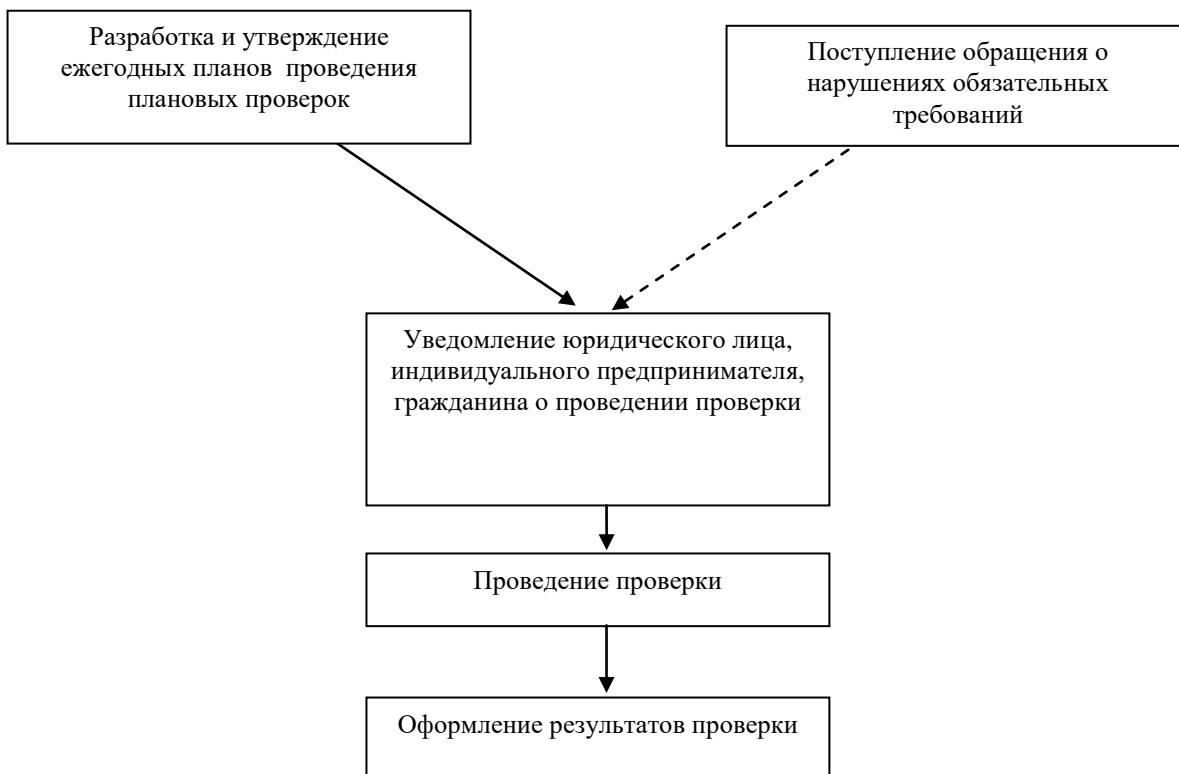 Разработка и утверждение
ежегодных планов  проведения
плановых проверок
Поступление обращения о
нарушениях обязательных
требований
Уведомление юридического лица,
индивидуального предпринимателя,
гражданина о проведении проверки
Проведение проверки
Оформление результатов проверки